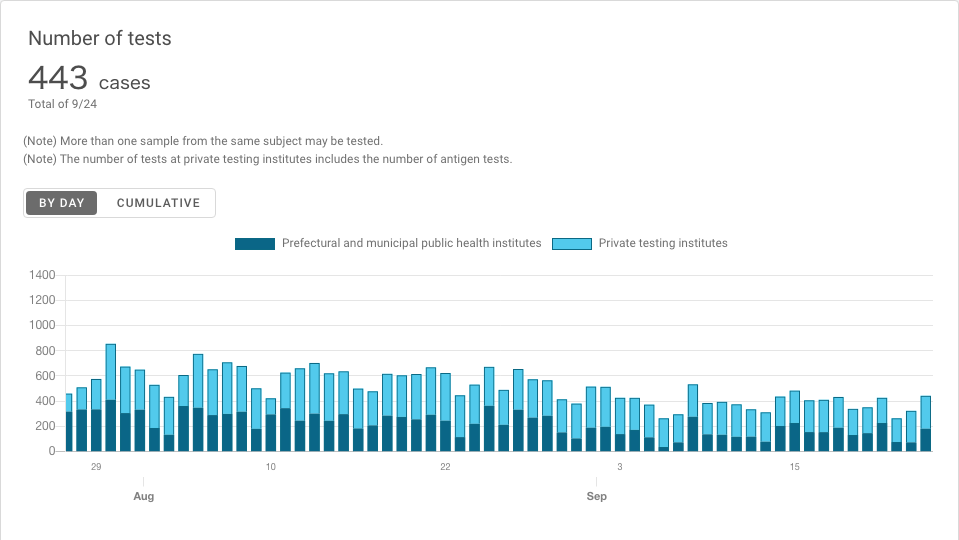 Number of tests
443 cases
Total of 9/24
(Note) More than one sample from the same subject may be tested.
(Note) The number of tests at private testing institutes includes the number of antigen tests.
BY DAY CUMULATIVE
Prefectural and municipal public health institutes Private testing institutes
1400
1200
1000
800
600
400
200
0
29 10 22 3 15
Aug Sep